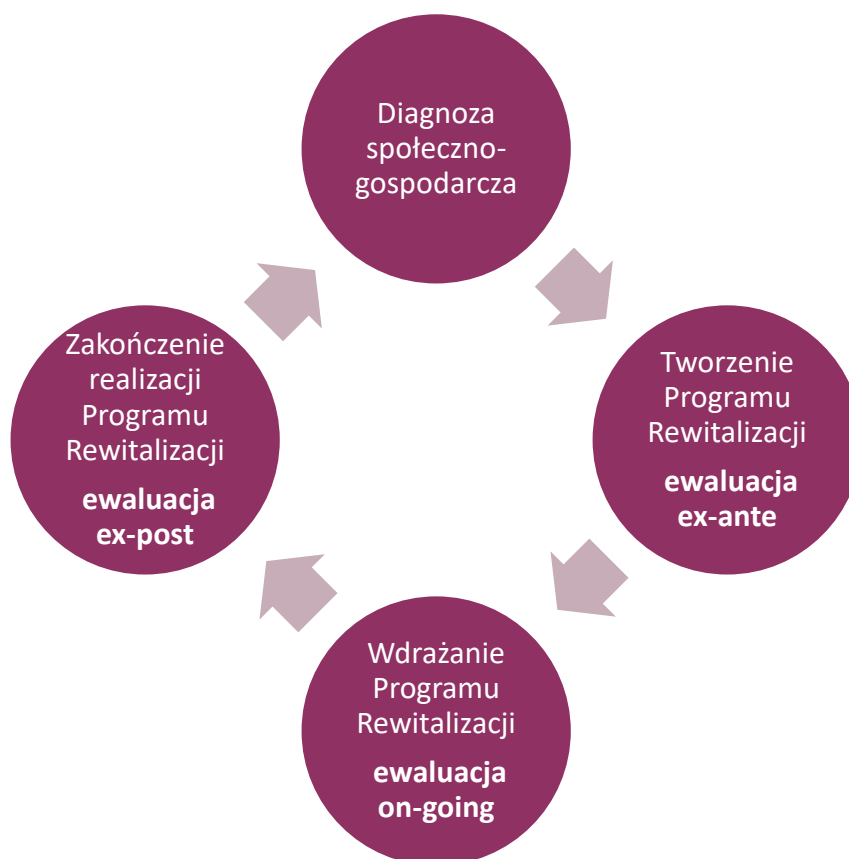 Diagnoza
społeczno-
gospodarcza
Tworzenie
Programu
Rewitalizacji
ewaluacja
ex-ante
Wdrażanie
Programu
Rewitalizacji
ewaluacja
on-going
Zakończenie
realizacji
Programu
Rewitalizacji
ewaluacja
ex-post